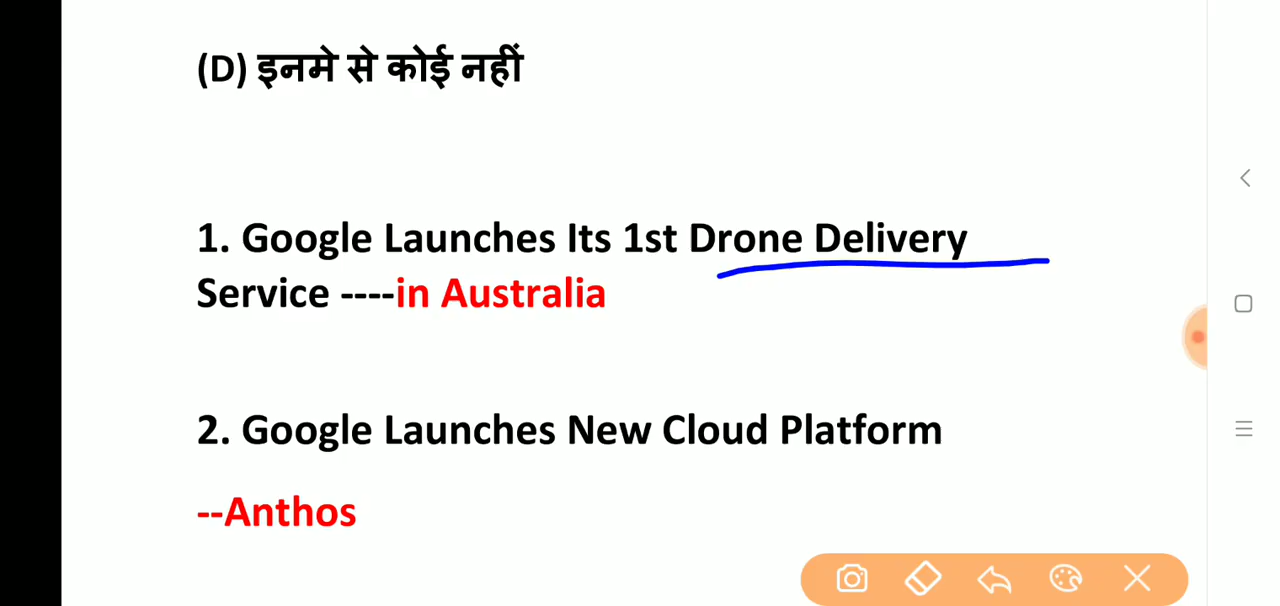 (D) इनमे से कोई नहीं
1. Google Launches Its 1st Drone Delivery
Service ----in Australia
2. Google Launches New Cloud Platform
--Anthos